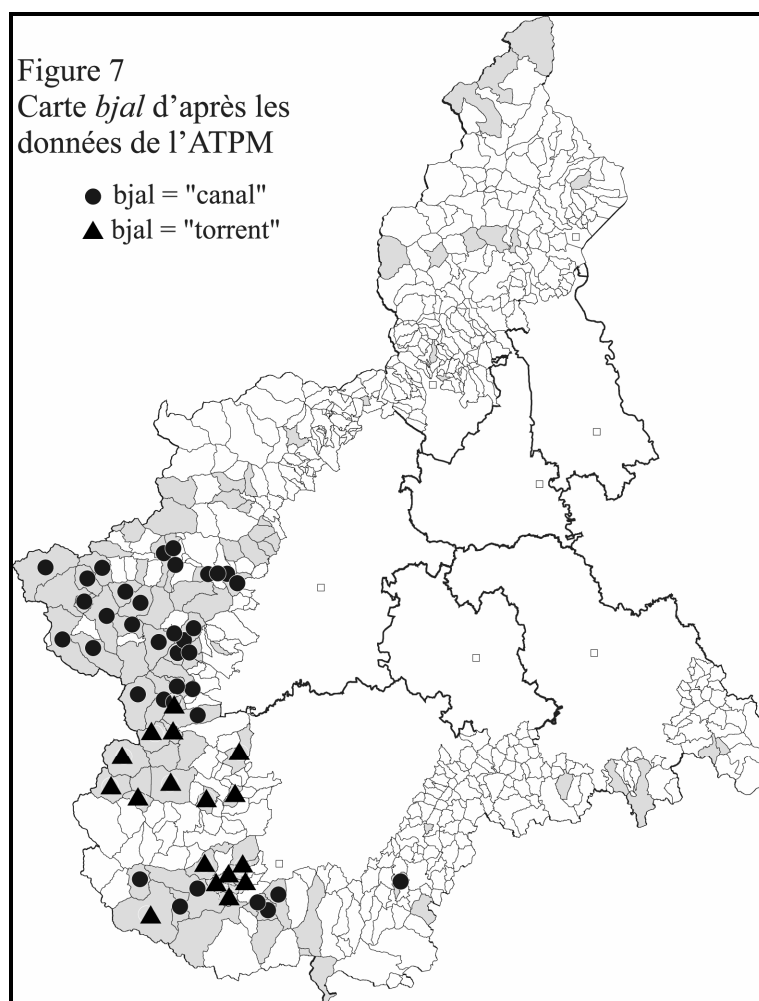 Figure 7
Carte bjal d'après les
données de l'ATPM
bjal = "canal"
bjal = "torrent"